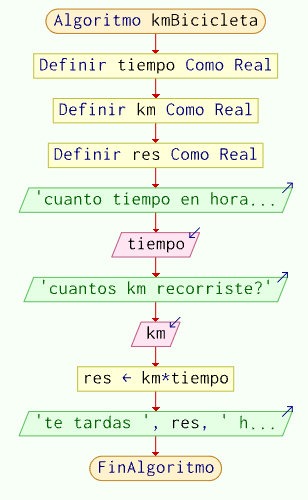 Algoritmo kmBicicleta
Definir tiempo Como Real
Definir km Como Real
Definir res Como Real
'cuanto tiempo en hora...
tiempo
'cuantos km recorriste?'
km
res ← km*tiempo
'te tardas ', res, ' h...
FinAlgoritmo